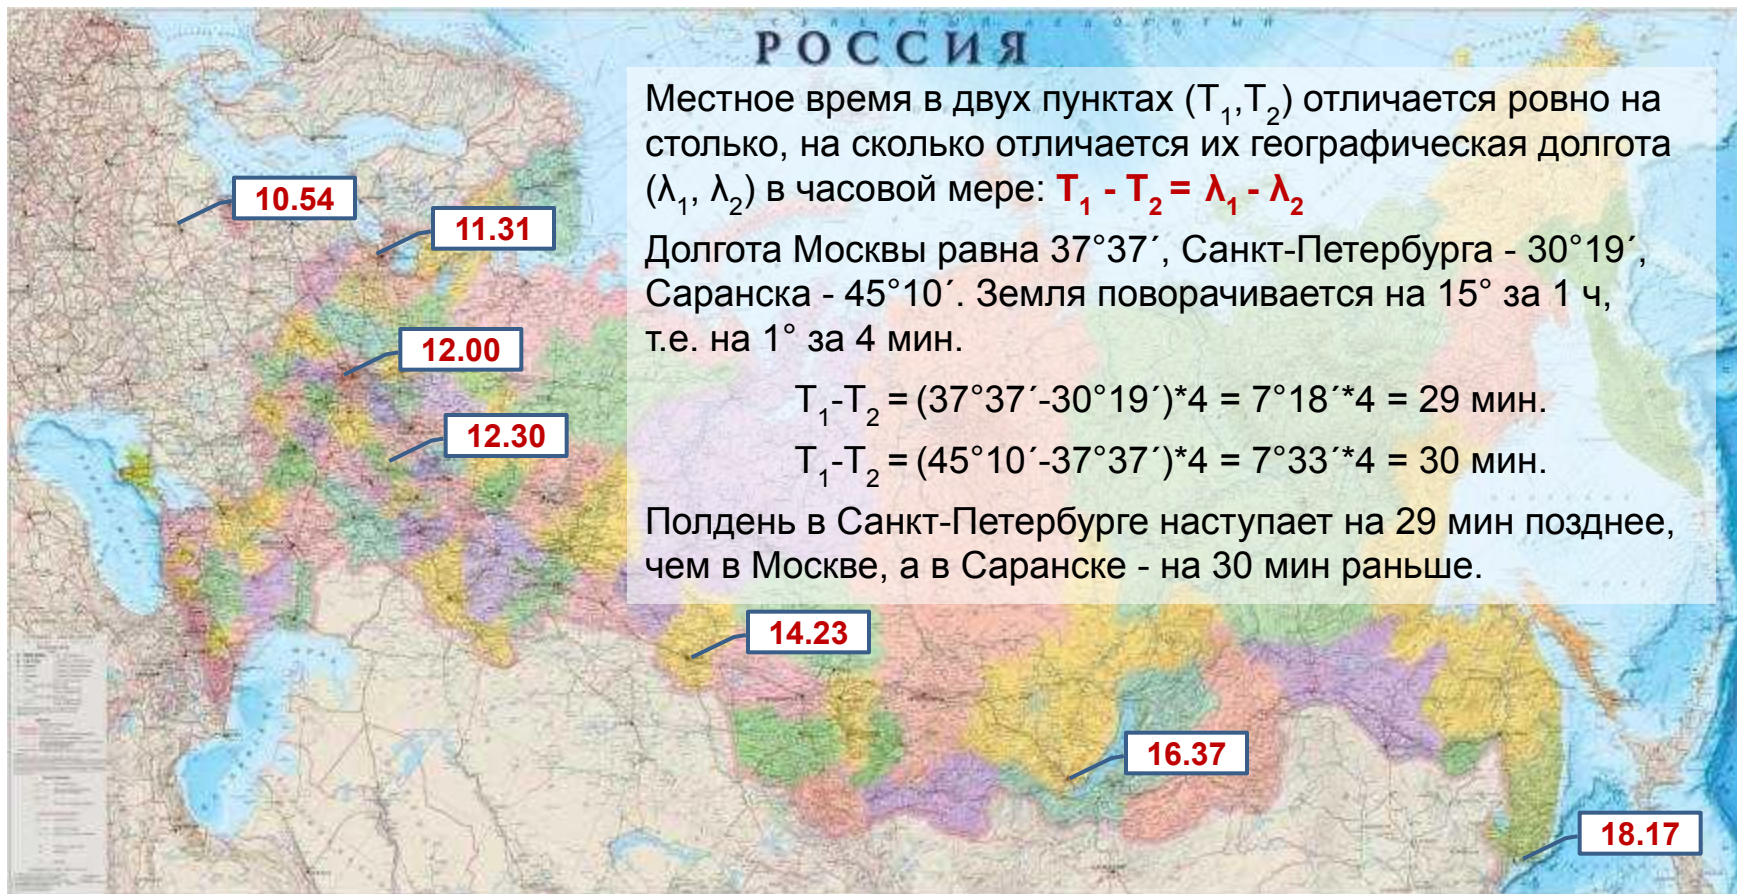 СЕВЕРНЫЙ ЛЕДОВИТЫЙ
РОССИЯ
Местное время в двух пунктах (T₁,T₂) отличается ровно на
столько, на сколько отличается их географическая долгота
(λ₁, λ₂) в часовой мере: T₁ - T₂ = λ₁ - λ₂
Долгота Москвы равна 37°37´, Санкт-Петербурга - 30°19´,
Саранска - 45°10´. Земля поворачивается на 15° за 1 ч,
т.е. на 1° за 4 мин.
T₁-T₂ = (37°37´-30°19´)*4 = 7°18´*4 = 29 мин.
T₁-T₂ = (45°10´-37°37´)*4 = 7°33´*4 = 30 мин.
Полдень в Санкт-Петербурге наступает на 29 мин позднее,
чем в Москве, а в Саранске - на 30 мин раньше.
10.54
11.31
12.00
12.30
14.23
16.37
18.17